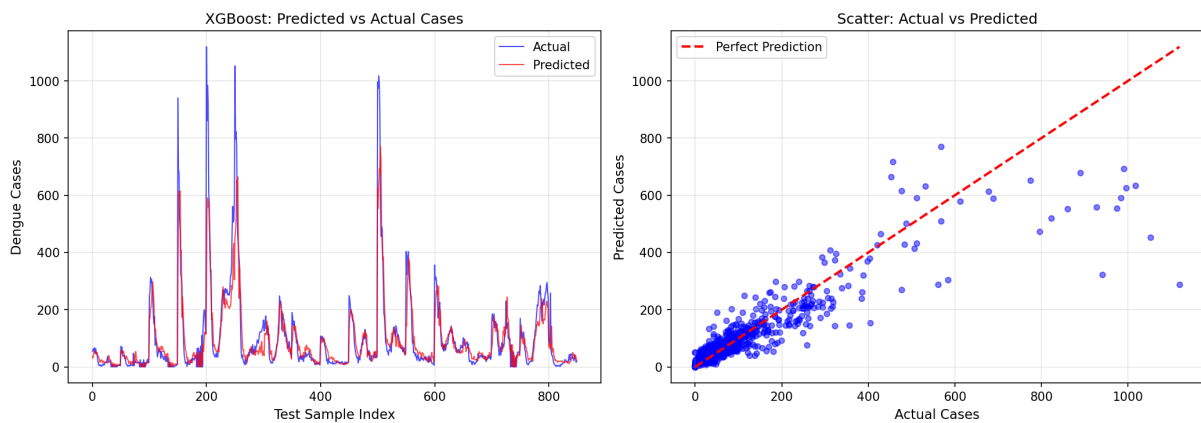 XGBoost: Predicted vs Actual Cases
Actual
Predicted
Dengue Cases
1000
800
600
400
200
0
0 200 400 600 800
Test Sample Index
Scatter: Actual vs Predicted
Perfect Prediction
Predicted Cases
1000
800
600
400
200
0
0 200 400 600 800 1000
Actual Cases